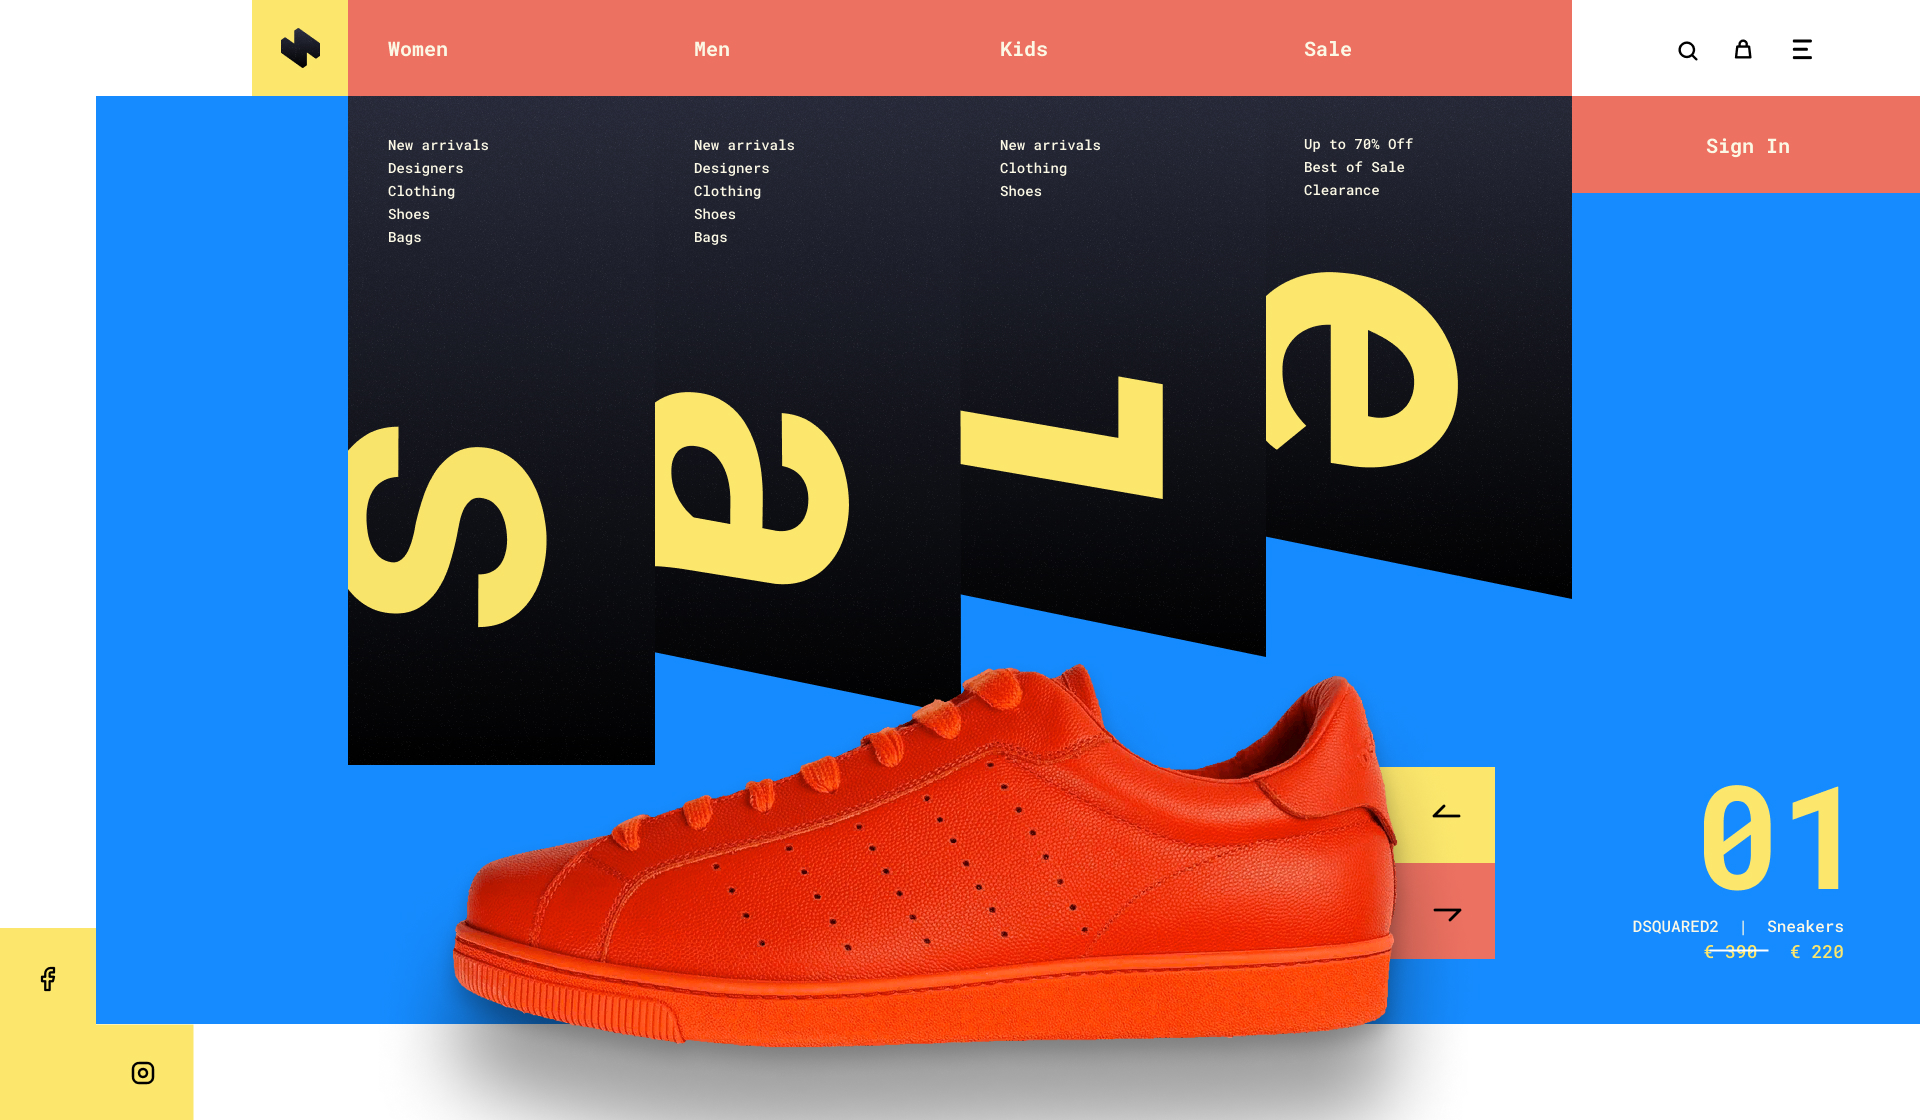 Women
Men
Kids
Sale
Sign In
New arrivals
Designers
Clothing
Shoes
Bags
New arrivals
Designers
Clothing
Shoes
Bags
New arrivals
Clothing
Shoes
Up to 70% Off
Best of Sale
Clearance
sale
01
DSQUARED2 | Sneakers
€ 390 € 220